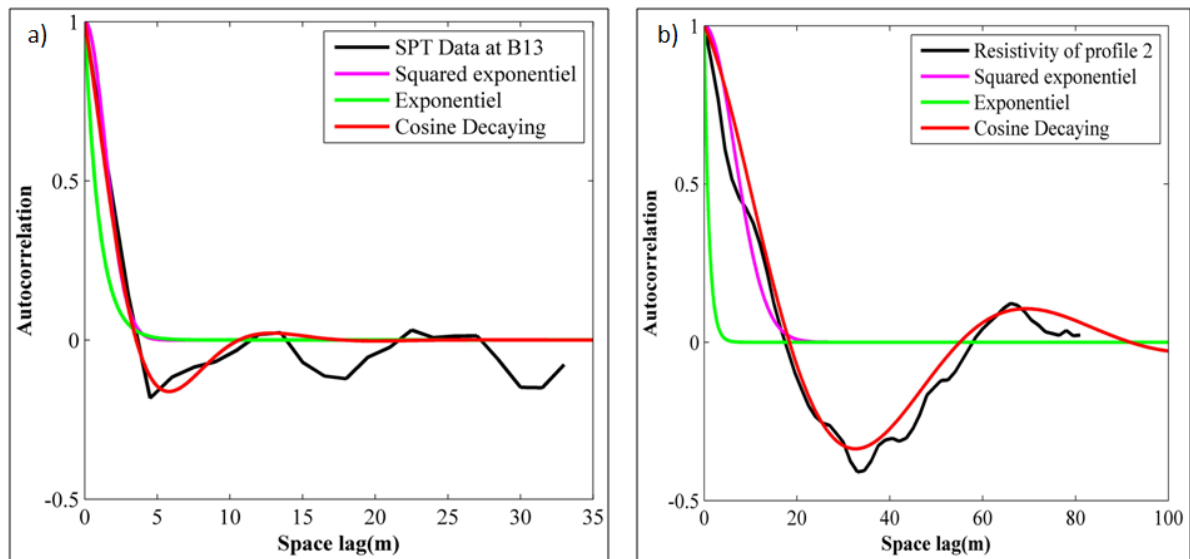 a)
SPT Data at B13
Squared exponentiel
Exponentiel
Cosine Decaying
Autocorrelation
1
0.5
0
-0.5
0 5 10 15 20 25 30 35
Space lag(m)
b)
Resistivity of profile 2
Squared exponentiel
Exponentiel
Cosine Decaying
Autocorrelation
1
0.5
0
-0.5
0 20 40 60 80 100
Space lag(m)